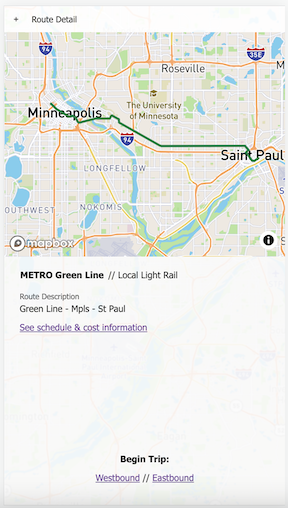 + Route Detail
94
35E
Roseville
M
The University
of Minnesota
Minneapolis
94
Saint Paul
LONGFELLOW
NOKOMIS
OUTHWEST
mapbox
i
METRO Green Line // Local Light Rail
Route Description
Green Line - Mpls - St Paul
See schedule & cost information
Begin Trip:
Westbound // Eastbound